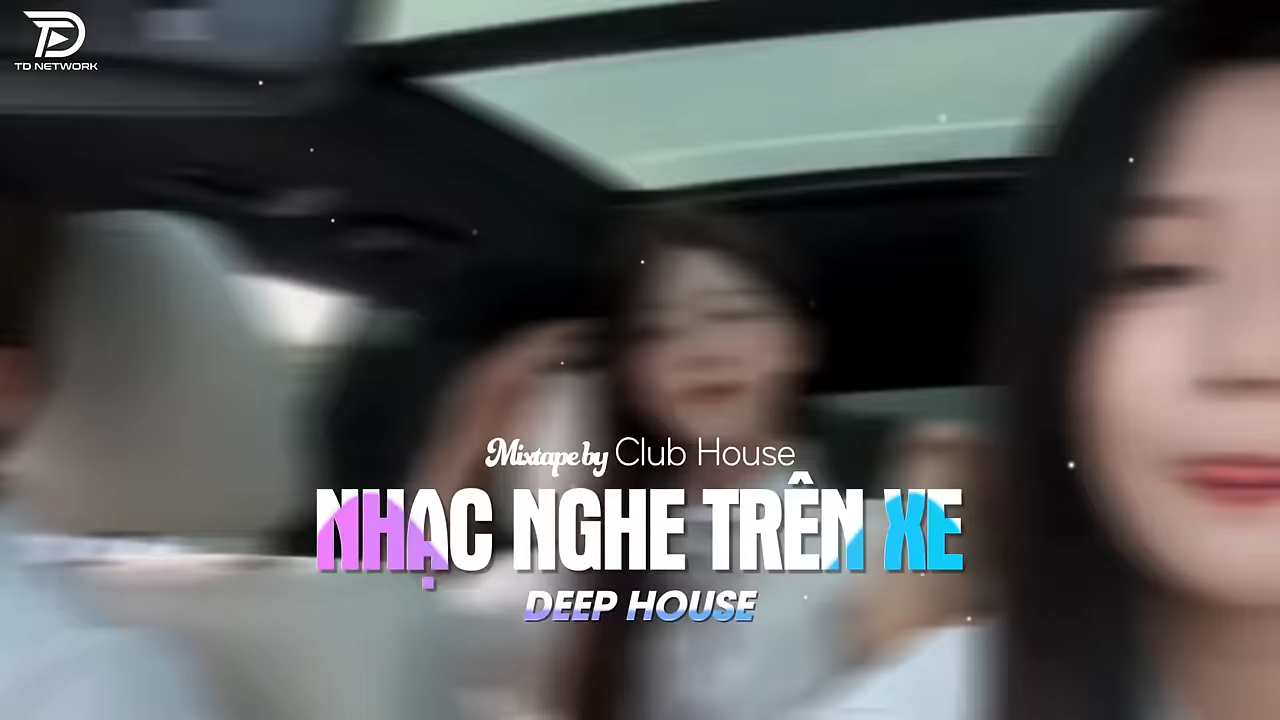 TD NETWORK
Mixtape by Club House
NHẠC NGHE TRÊN XE
DEEP HOUSE